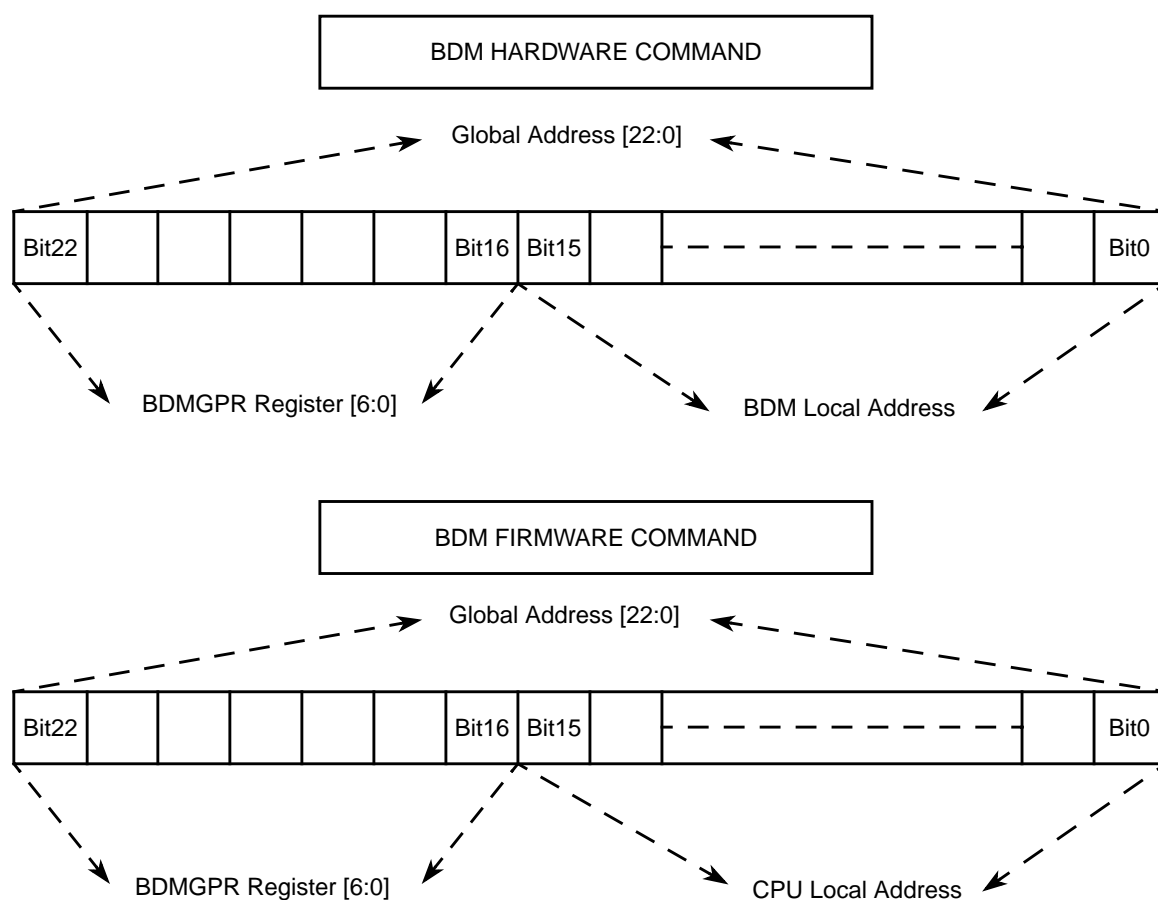 BDM HARDWARE COMMAND
Global Address [22:0]
Bit22 Bit16 Bit15 Bit0
BDMGPR Register [6:0] BDM Local Address
BDM FIRMWARE COMMAND
Global Address [22:0]
Bit22 Bit16 Bit15 Bit0
BDMGPR Register [6:0] CPU Local Address